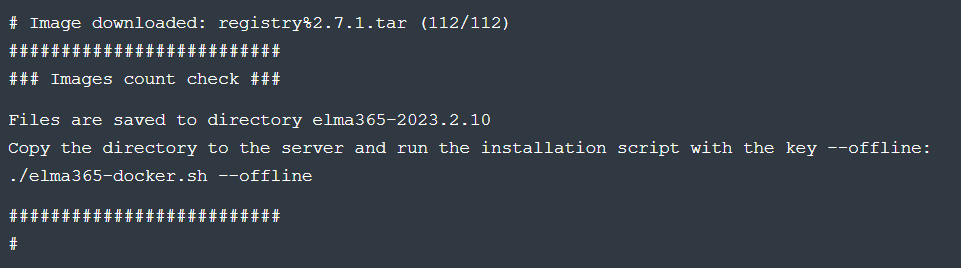 # Image downloaded: registry%2.7.1.tar (112/112)
##########################
### Images count check ###
Files are saved to directory elma365-2023.2.10
Copy the directory to the server and run the installation script with the key --offline:
./elma365-docker.sh --offline
##########################
#